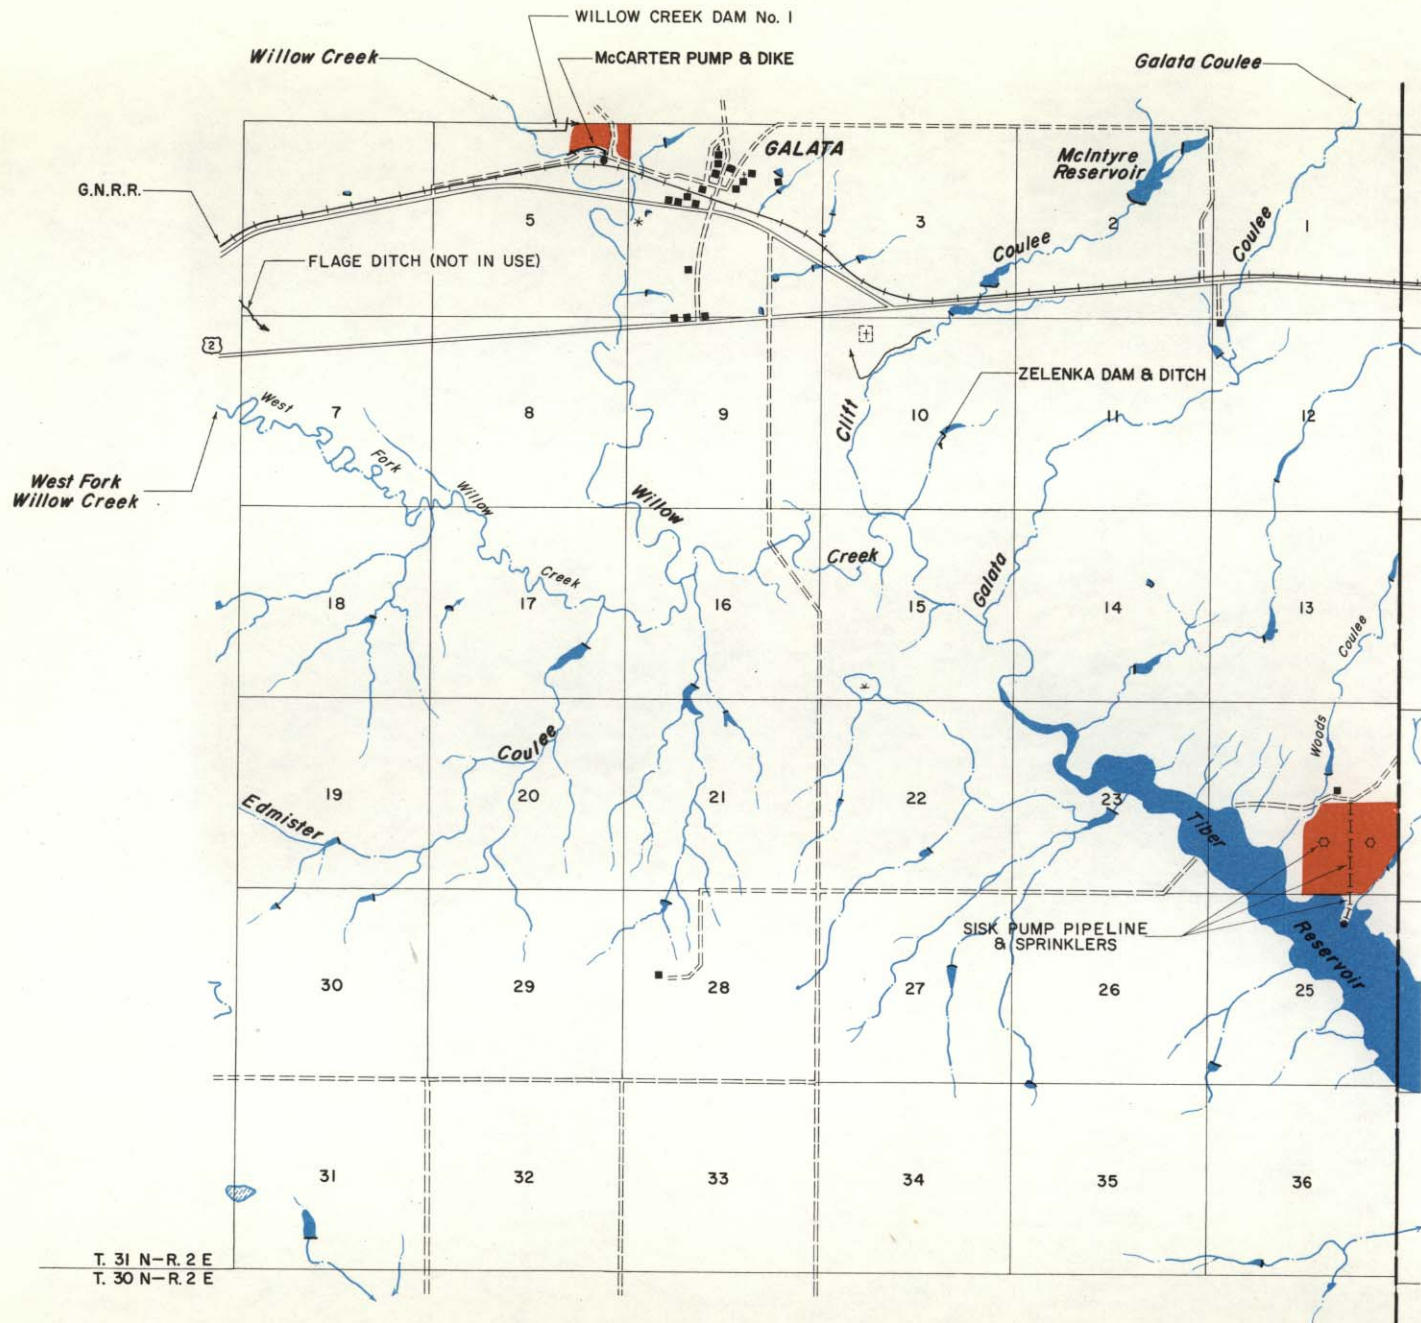 WILLOW CREEK DAM No. 1
Willow Creek
McCARTER PUMP & DIKE
Galata Coulee
GALATA
McIntyre
Reservoir
G.N.R.R.
5
3
2
1
Coulee
Coulee
FLAGE DITCH (NOT IN USE)
2
ZELENKA DAM & DITCH
West
7
8
9
10
11
12
Clift
Fork
West Fork
Willow Creek
Willow
Willow
Creek
Creek
Galata
18
17
16
15
14
13
Coulee
Woods
Coulee
19
20
21
22
23
Edmister
Tiber
SISK PUMP PIPELINE
& SPRINKLERS
Reservoir
30
29
28
27
26
25
31
32
33
34
35
36
T. 31 N-R. 2 E
T. 30 N-R. 2 E